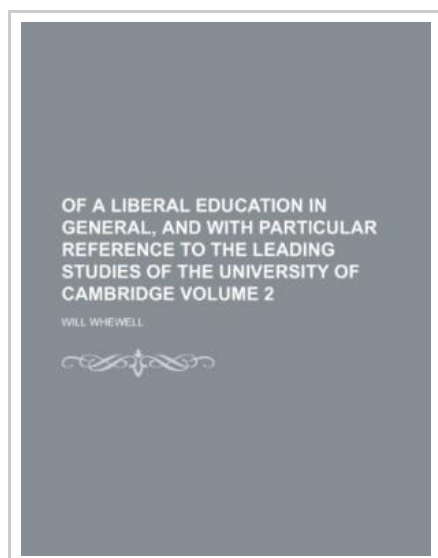 OF A LIBERAL EDUCATION IN
GENERAL, AND WITH PARTICULAR
REFERENCE TO THE LEADING
STUDIES OF THE UNIVERSITY OF
CAMBRIDGE VOLUME 2
WILL WHEWELL